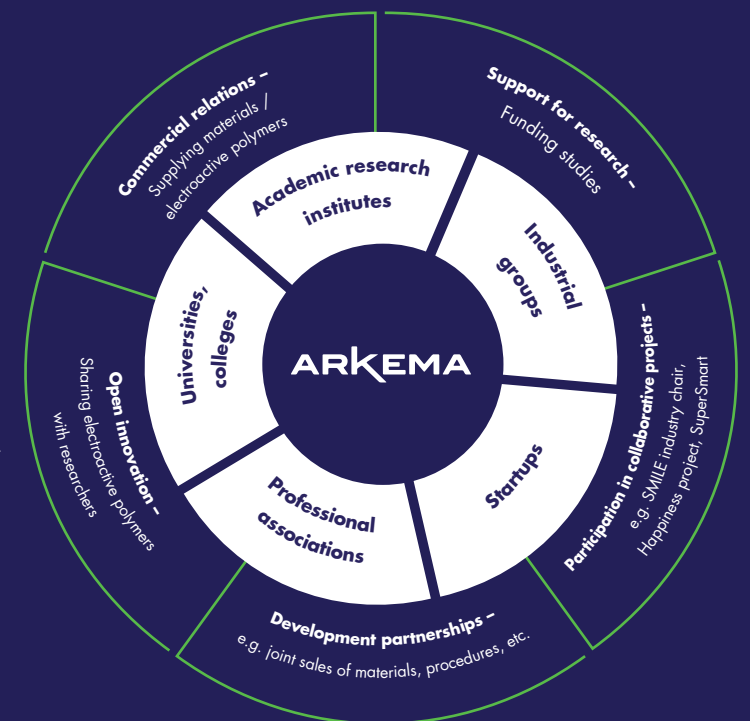 Commercial relations –
Supplying materials /
electroactive polymers
Support for research –
Funding studies
Academic research
institutes
Industrial
groups
Universities,
colleges
ARKEMA
Participation in collaborative projects –
e.g. SMILE industry chair,
Happiness project, SuperSmart
Open innovation –
Sharing electroactive polymers
with researchers
Startups
Professional
associations
Development partnerships –
e.g. joint sales of materials, procedures, etc.